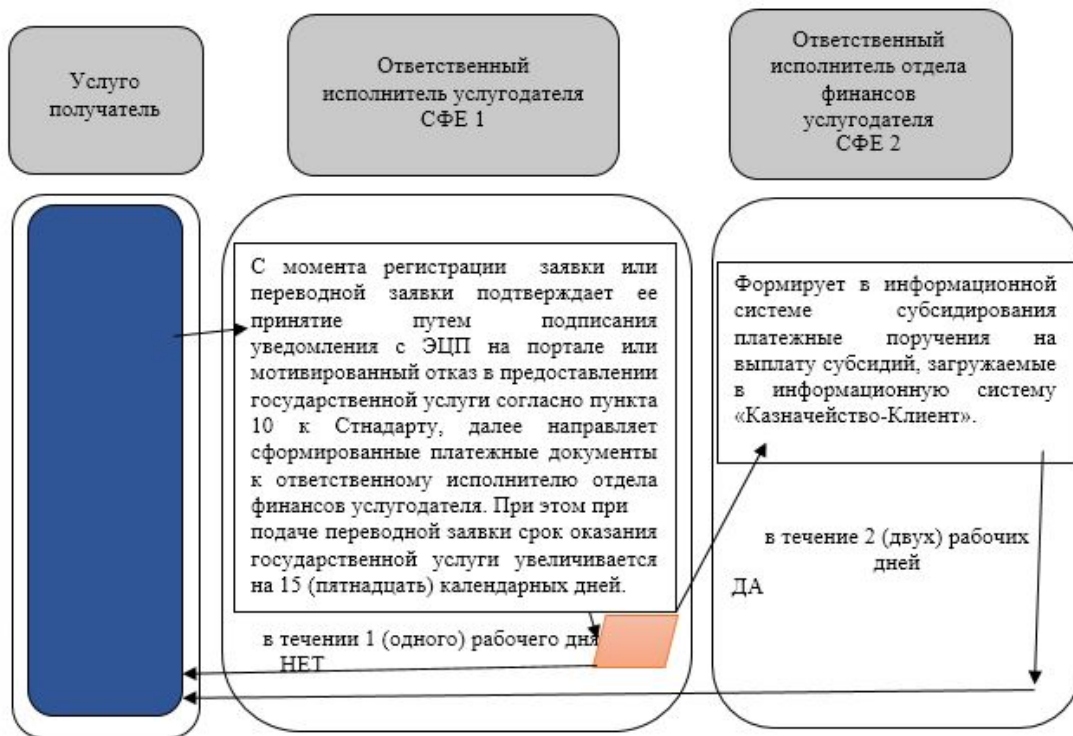 Услуго
получатель
Ответственный
исполнитель услугодателя
СФЕ 1
Ответственный
исполнитель отдела
финансов
услугодателя
СФЕ 2
С момента регистрации заявки или
переводной заявки подтверждает ее
принятие путем подписания
уведомления с ЭЦП на портале или
мотивированный отказ в предоставлении
государственной услуги согласно пункта
10 к Стнадарту, далее направляет
сформированные платежные документы
к ответственному исполнителю отдела
финансов услугодателя. При этом при
подаче переводной заявки срок оказания
государственной услуги увеличивается
на 15 (пятнадцать) календарных дней.
в течении 1 (одного) рабочего дня
НЕТ
Формирует в информационной
системе субсидирования
платежные поручения на
выплату субсидий, загружаемые
в информационную систему
«Казначейство-Клиент».
в течение 2 (двух) рабочих
дней
ДА